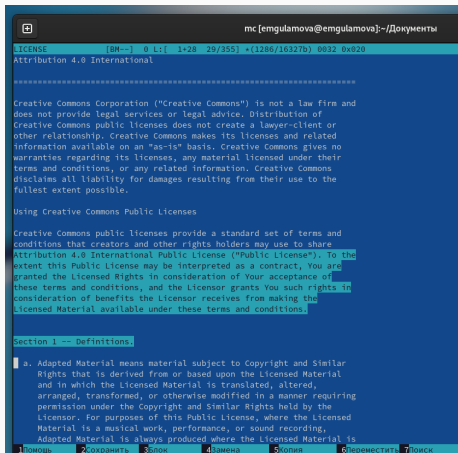 mc [emgulamova@emgulamova]:~/Документы
LICENSE [BM--] 0 L:[ 1+28 29/355] *(1286/16327b) 0032 0x020
Attribution 4.0 International
=======================================================================
Creative Commons Corporation ("Creative Commons") is not a law firm and
does not provide legal services or legal advice. Distribution of
Creative Commons public licenses does not create a lawyer-client or
other relationship. Creative Commons makes its licenses and related
information available on an "as-is" basis. Creative Commons gives no
warranties regarding its licenses, any material licensed under their
terms and conditions, or any related information. Creative Commons
disclaims all liability for damages resulting from their use to the
fullest extent possible.
Using Creative Commons Public Licenses
Creative Commons public licenses provide a standard set of terms and
conditions that creators and other rights holders may use to share
Attribution 4.0 International Public License ("Public License"). To the
extent this Public License may be interpreted as a contract, You are
granted the Licensed Rights in consideration of Your acceptance of
these terms and conditions, and the Licensor grants You such rights in
consideration of benefits the Licensor receives from making the
Licensed Material available under these terms and conditions.
Section 1 -- Definitions.
a. Adapted Material means material subject to Copyright and Similar
Rights that is derived from or based upon the Licensed Material
and in which the Licensed Material is translated, altered,
arranged, transformed, or otherwise modified in a manner requiring
permission under the Copyright and Similar Rights held by the
Licensor. For purposes of this Public License, where the Licensed
Material is a musical work, performance, or sound recording,
Adapted Material is always produced where the Licensed Material is
1Помощь 2Сохранить 3Блок 4Замена 5Копия 6Переместить 7Поиск